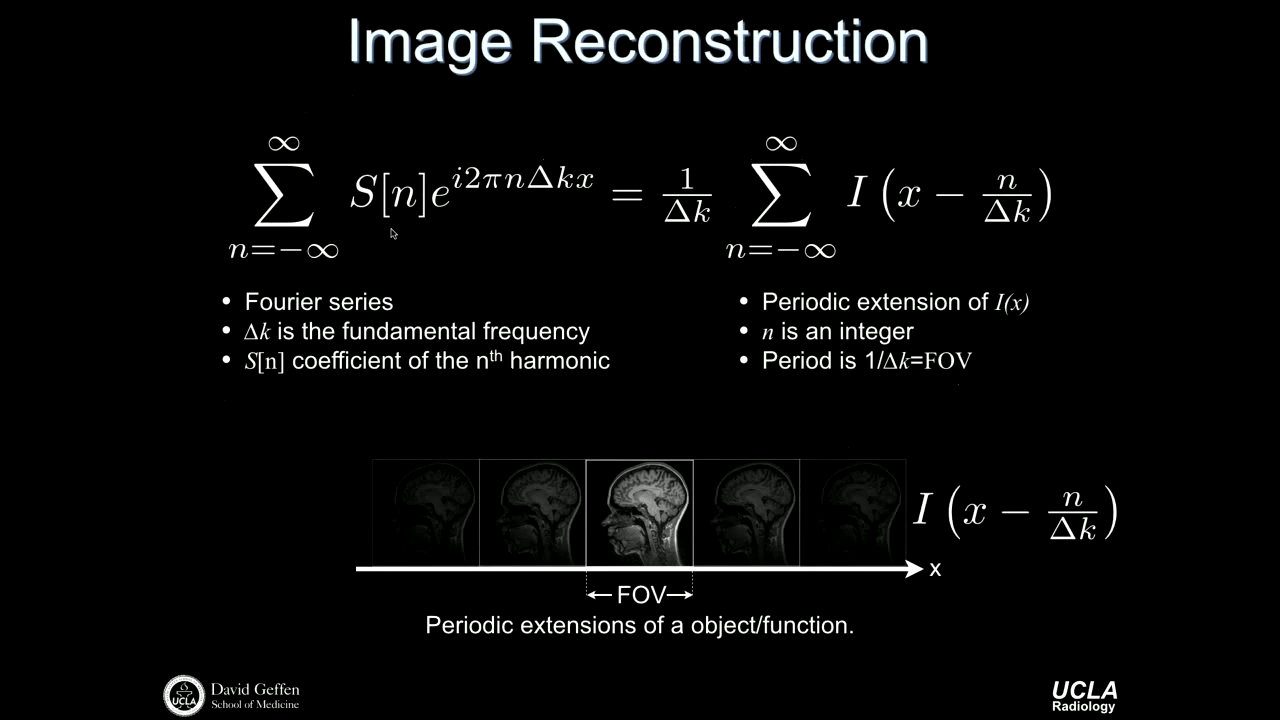 Image Reconstruction
∑_{n=−∞}^{∞} S[n]e^{i2πnΔkx} = 1/Δk ∑_{n=−∞}^{∞} I(x − n/Δk)
• Fourier series
• Δk is the fundamental frequency
• S[n] coefficient of the nth harmonic
• Periodic extension of I(x)
• n is an integer
• Period is 1/Δk=FOV
I(x − n/Δk)
x
FOV
Periodic extensions of a object/function.
UCLA
David Geffen
School of Medicine
UCLA
Radiology